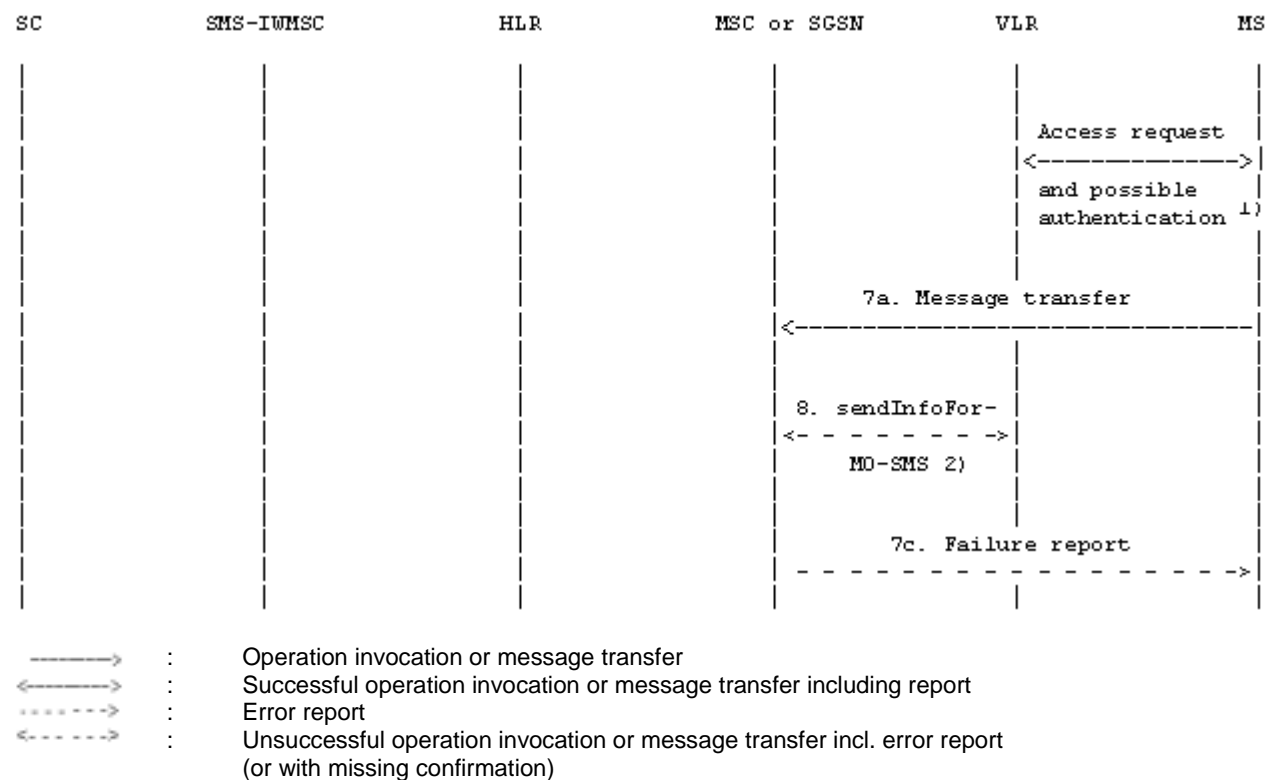 SC SMS-IWMSC HLR MSC or SGSN VLR MS
Access request
and possible
authentication 1)
7a. Message transfer
8. sendInfoFor-
MO-SMS 2)
7c. Failure report
: Operation invocation or message transfer
: Successful operation invocation or message transfer including report
: Error report
: Unsuccessful operation invocation or message transfer incl. error report
(or with missing confirmation)